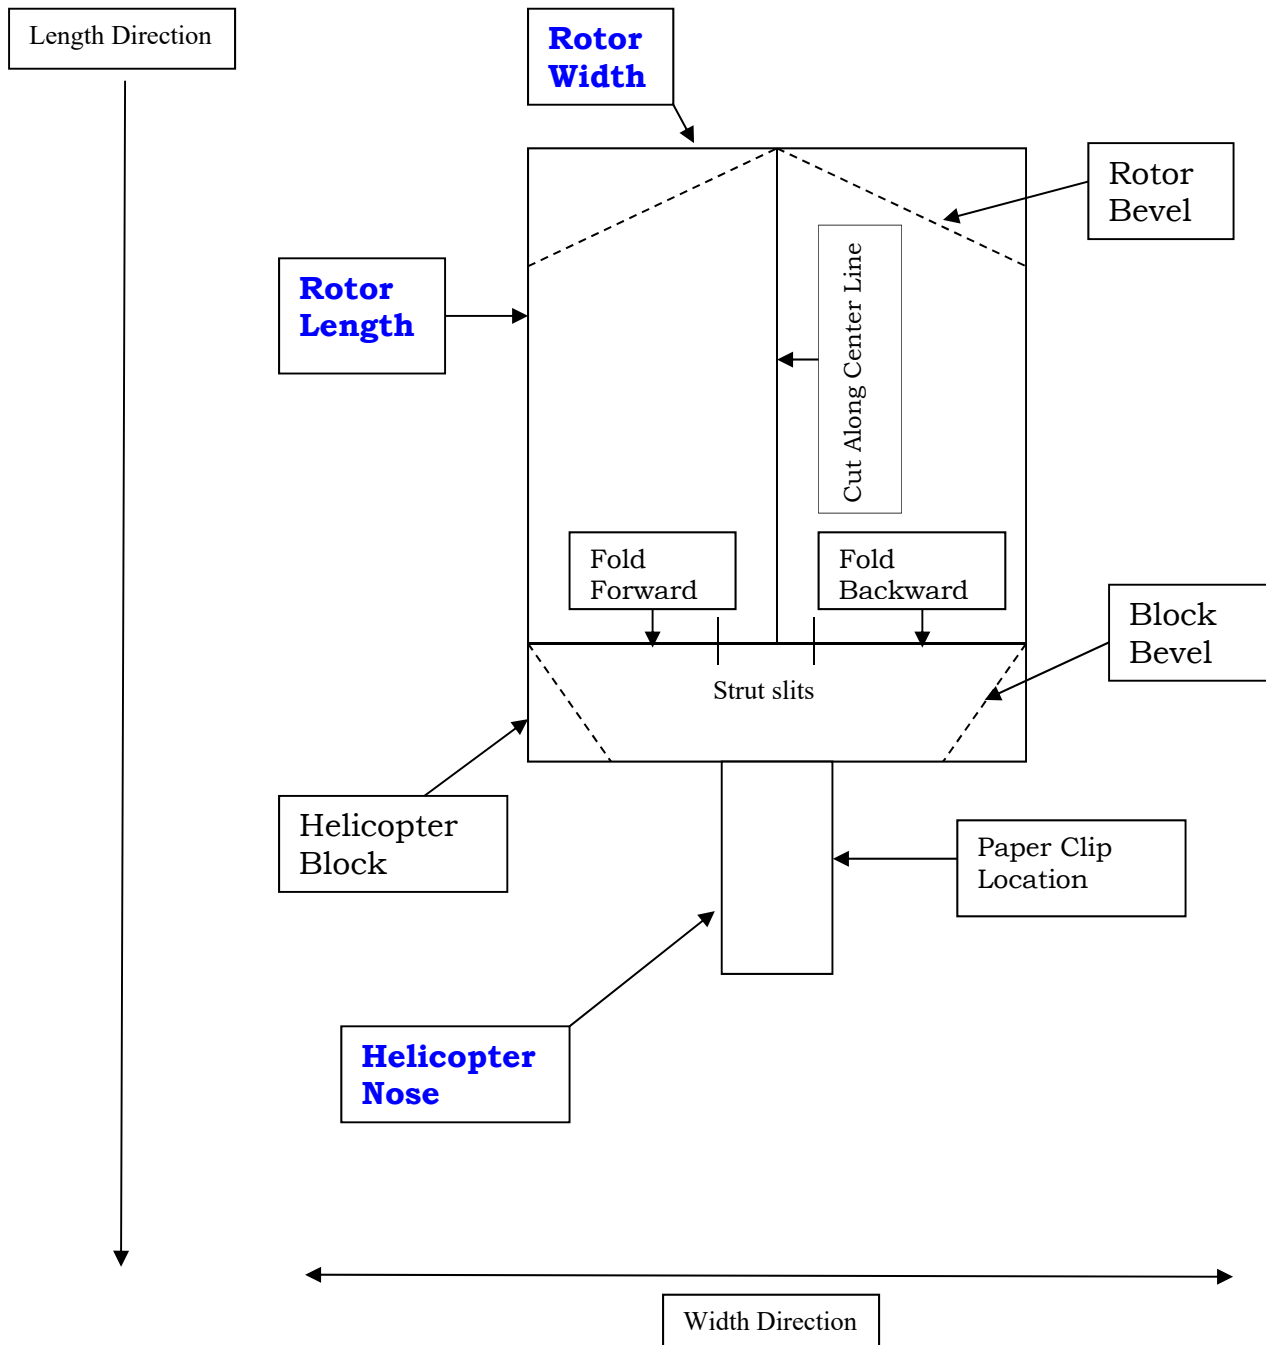 Length Direction
Rotor
Width
Rotor
Bevel
Rotor
Length
Cut Along Center Line
Fold
Forward
Fold
Backward
Block
Bevel
Strut slits
Helicopter
Block
Paper Clip
Location
Helicopter
Nose
Width Direction